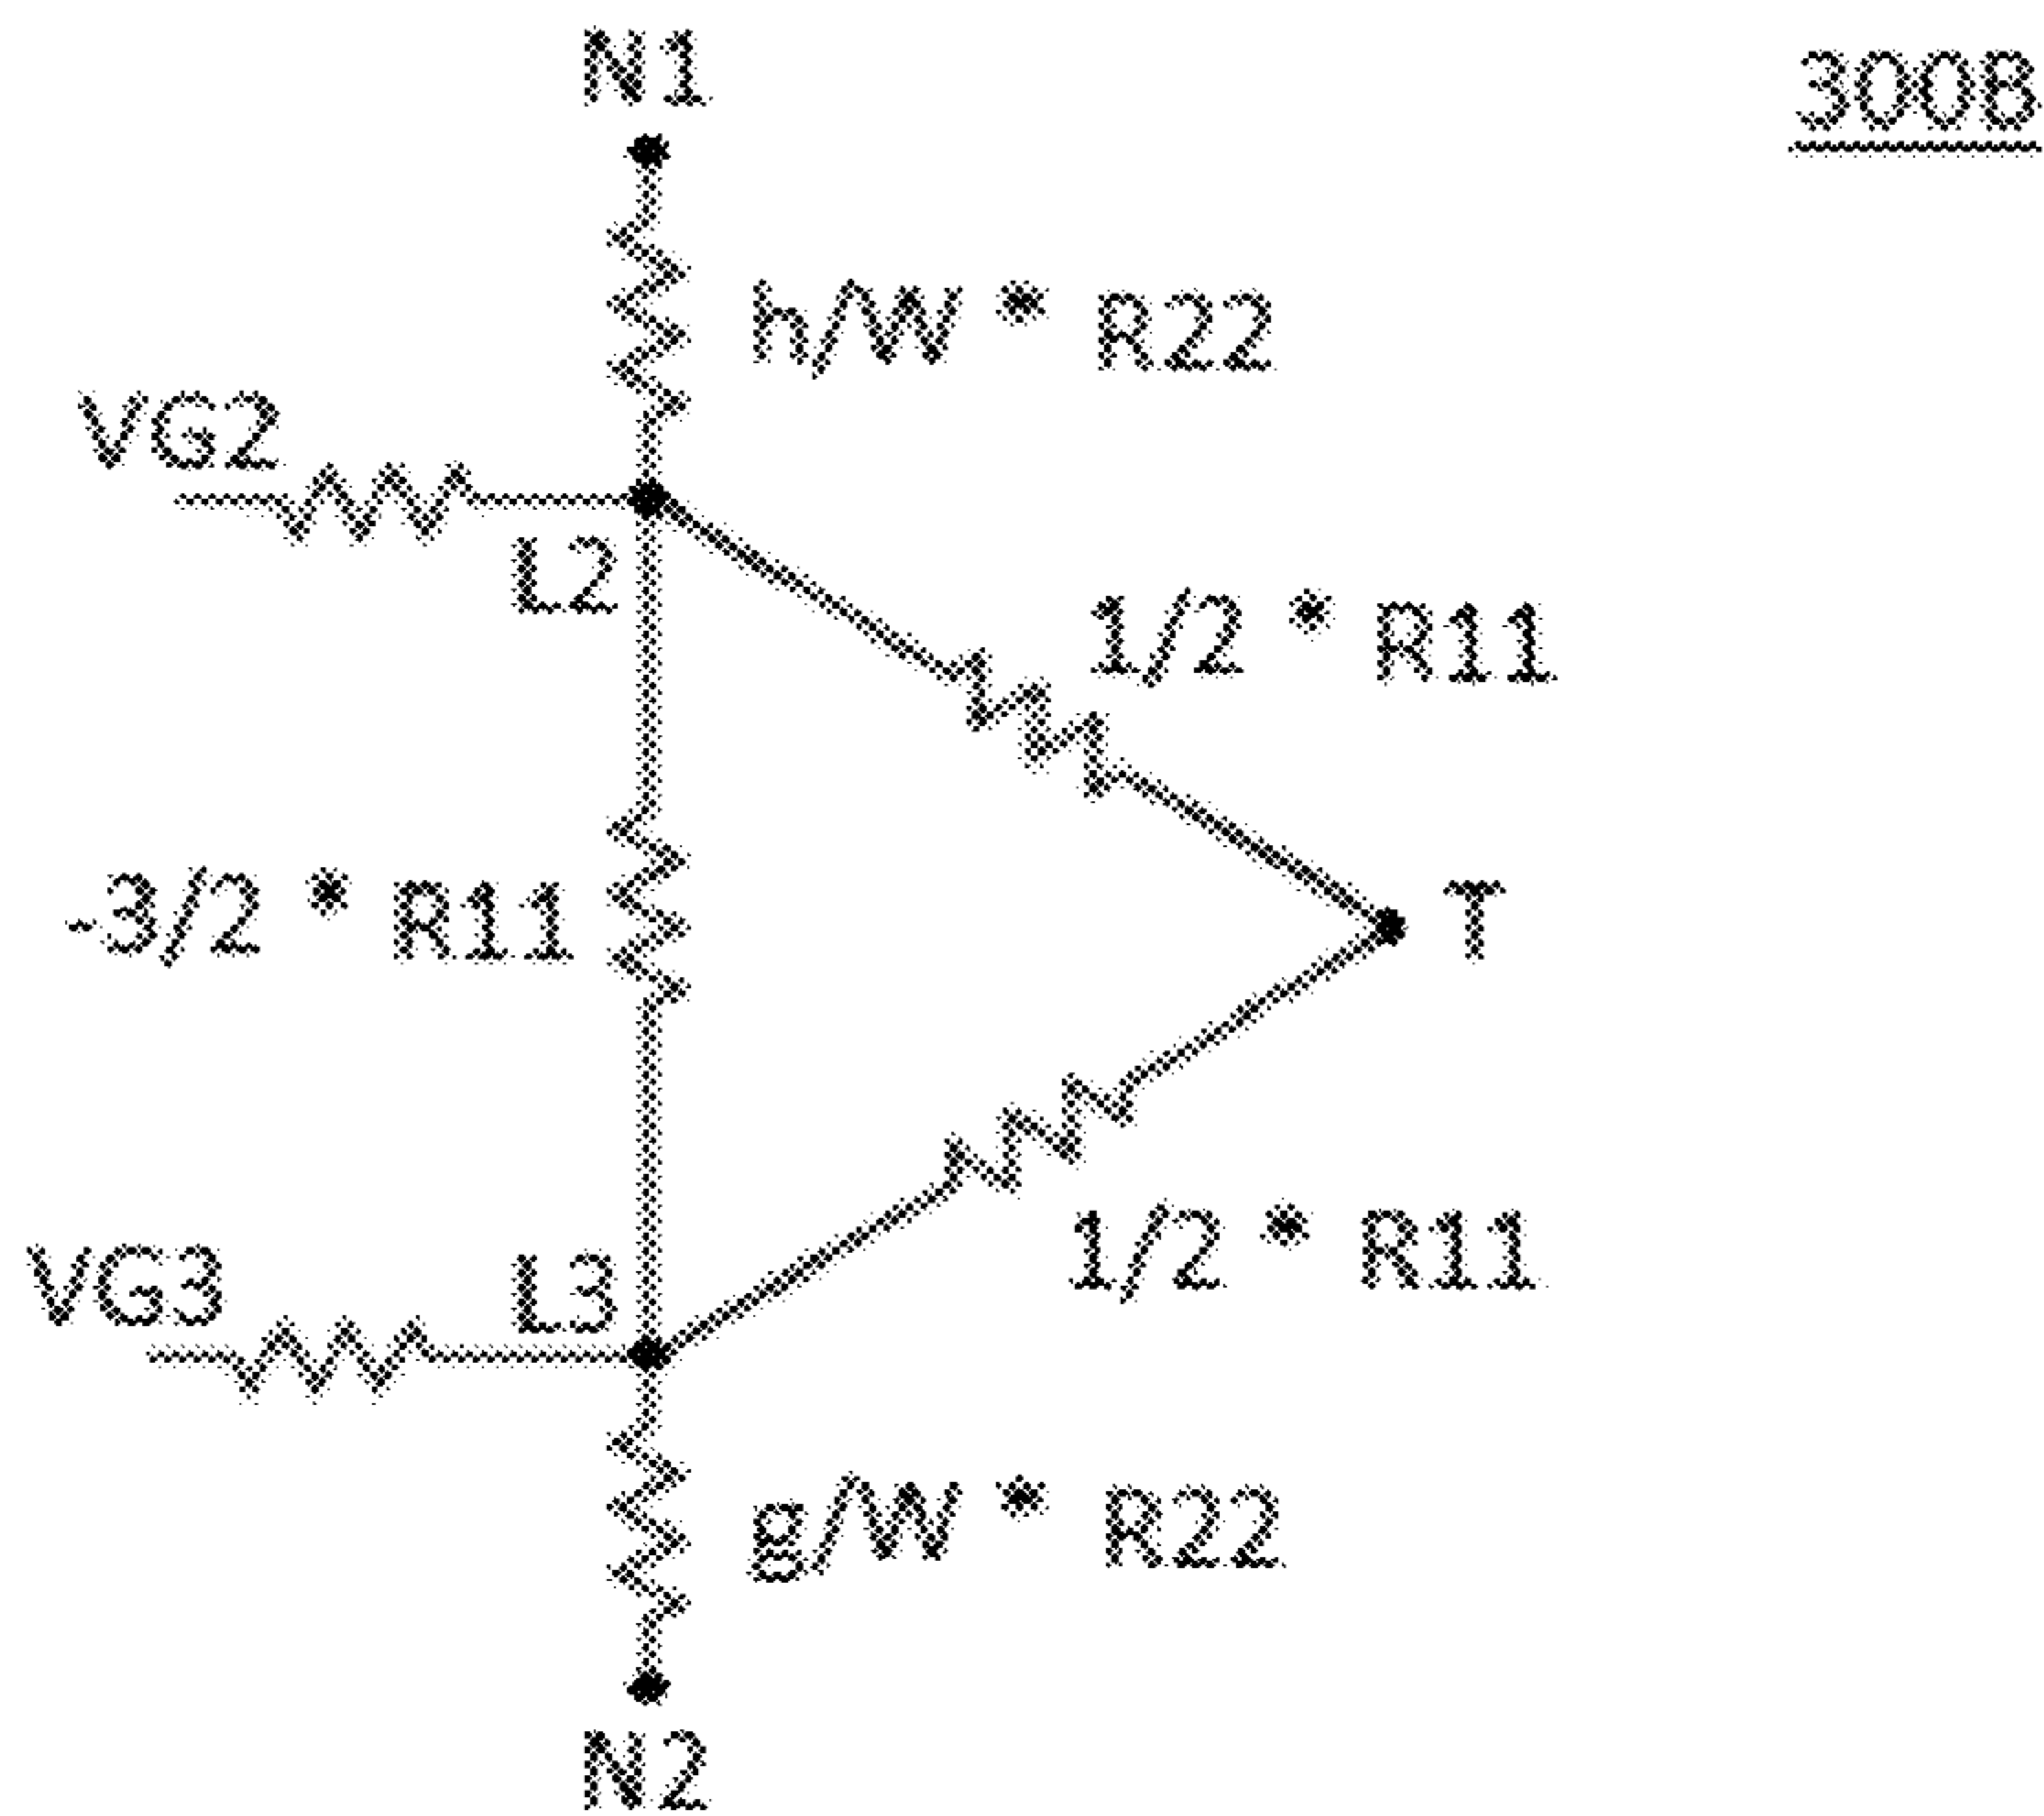 N1
300B
h/W * R22
VG2
L2
1/2 * R11
-3/2 * R11
T
VG3
L3
1/2 * R11
g/W * R22
N2